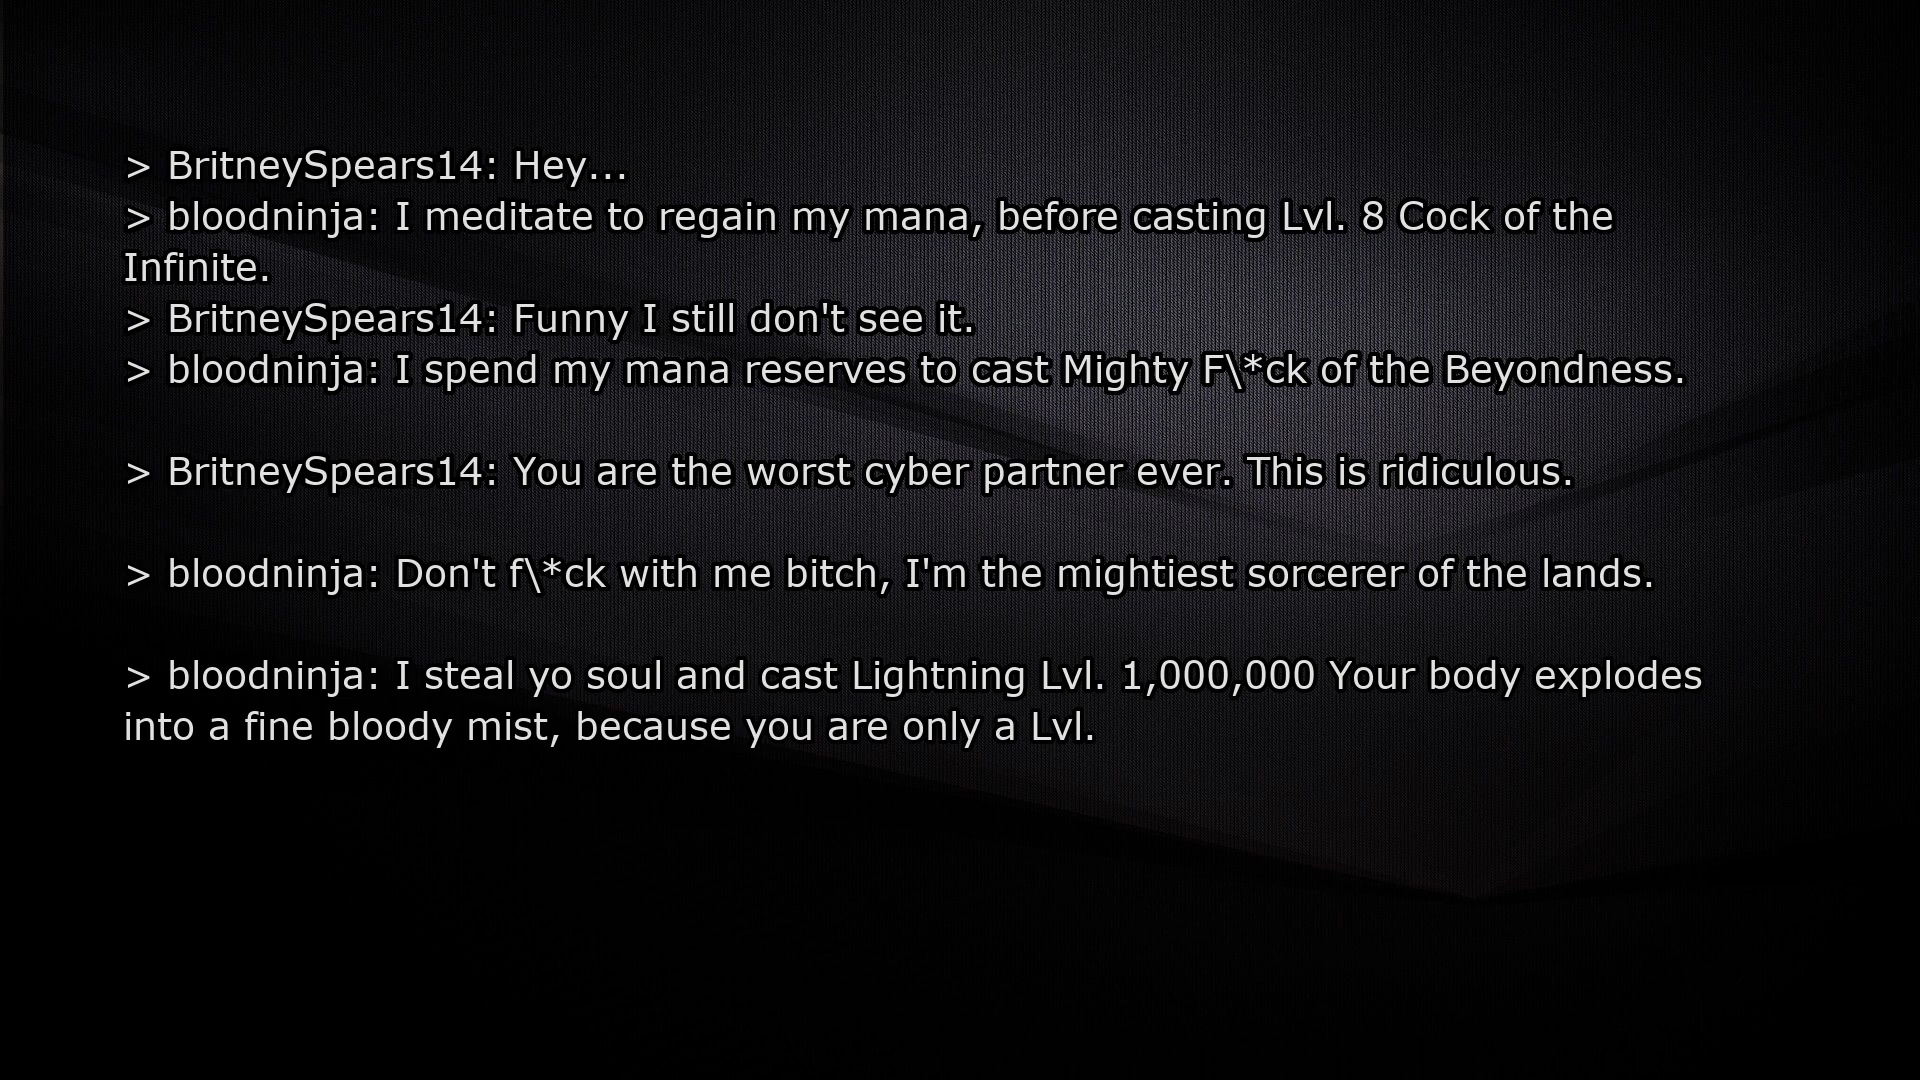 > BritneySpears14: Hey...
> bloodninja: I meditate to regain my mana, before casting Lvl. 8 Cock of the
Infinite.
> BritneySpears14: Funny I still don't see it.
> bloodninja: I spend my mana reserves to cast Mighty F\*ck of the Beyondness.
> BritneySpears14: You are the worst cyber partner ever. This is ridiculous.
> bloodninja: Don't f\*ck with me bitch, I'm the mightiest sorcerer of the lands.
> bloodninja: I steal yo soul and cast Lightning Lvl. 1,000,000 Your body explodes
into a fine bloody mist, because you are only a Lvl.